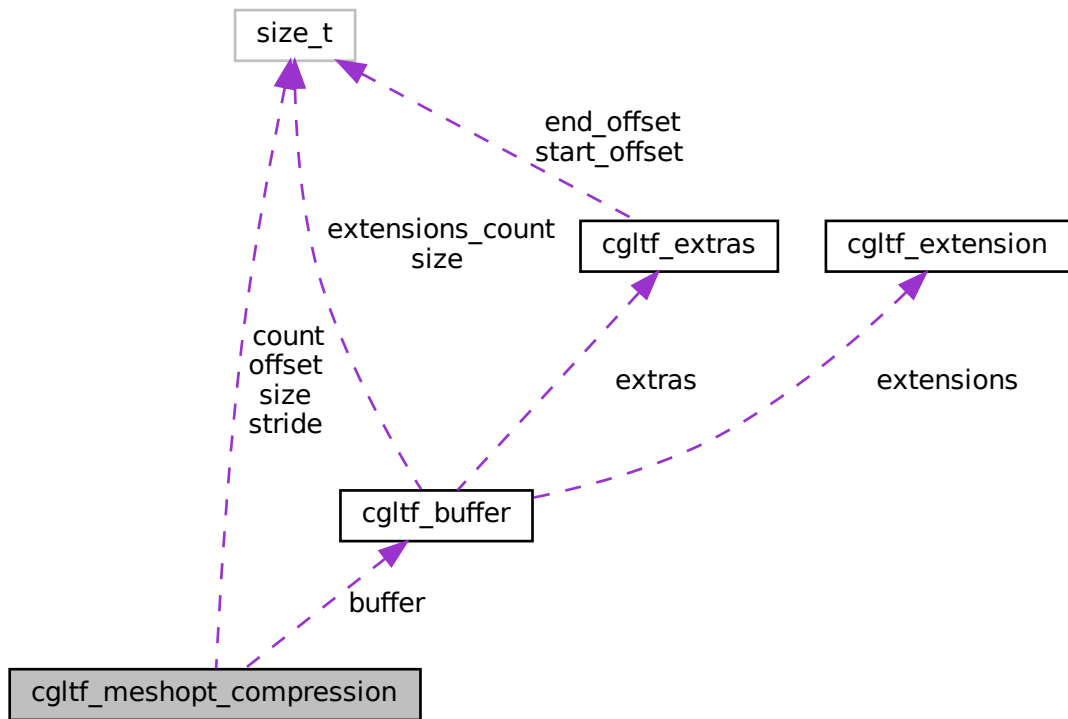 size_t
end_offset
start_offset
extensions_count
size
cgltf_extras
cgltf_extension
count
offset
size
stride
extras
extensions
cgltf_buffer
buffer
cgltf_meshopt_compression